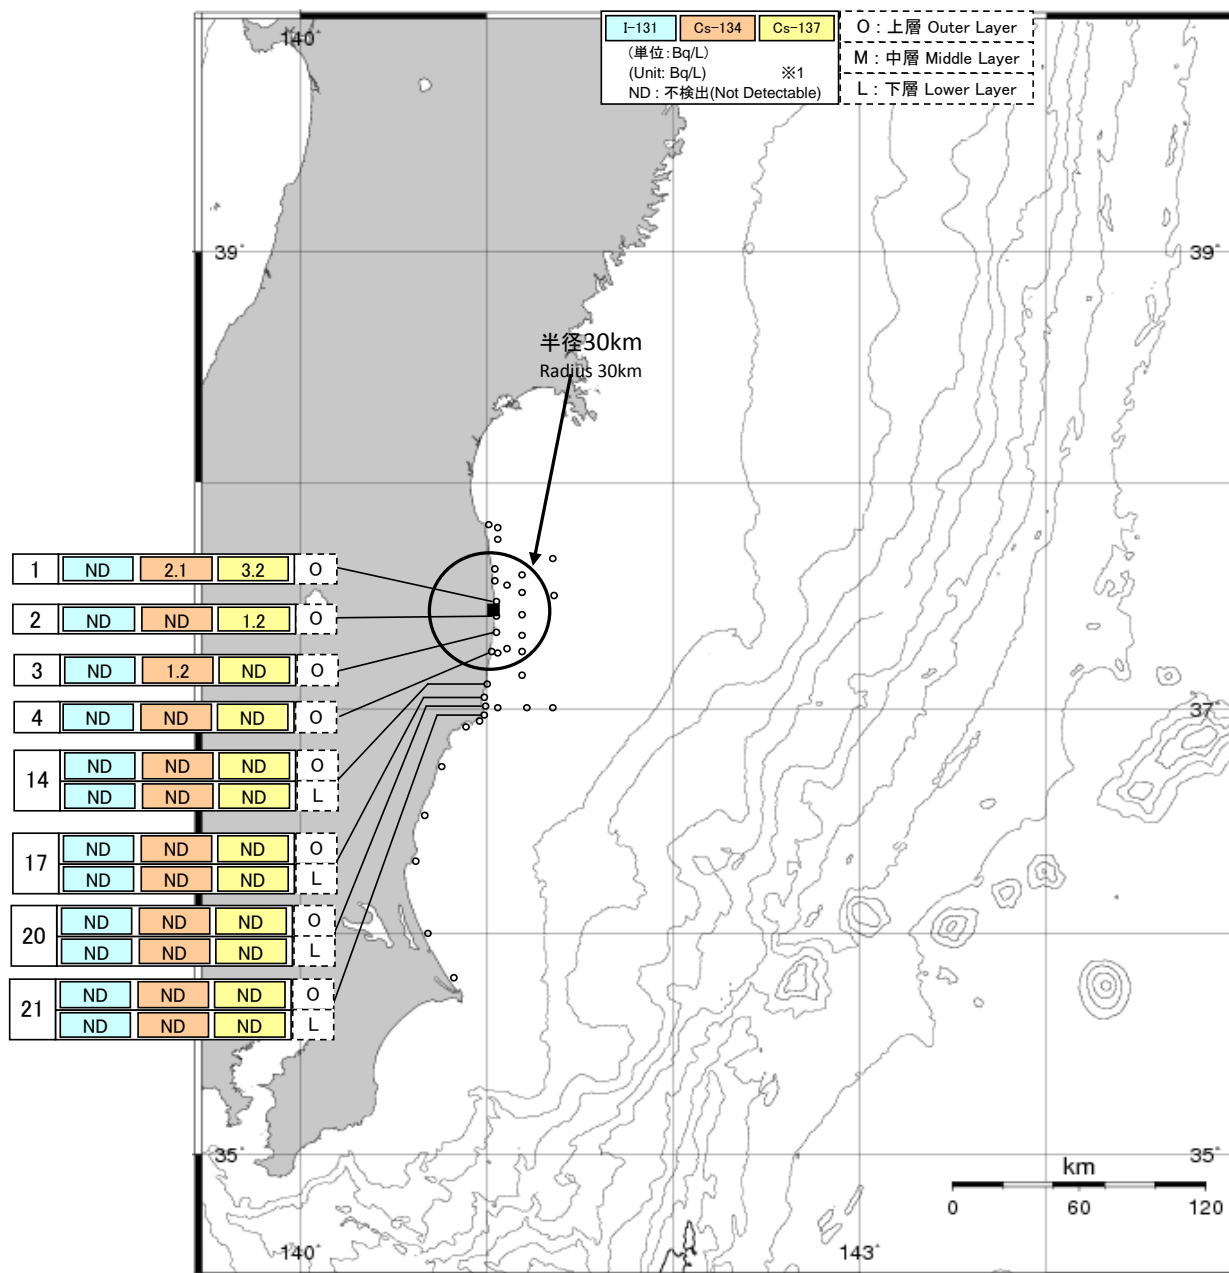 140°
I-131 Cs-134 Cs-137
(単位:Bq/L)
(Unit: Bq/L) ※1
ND : 不検出(Not Detectable)
O : 上層 Outer Layer
M : 中層 Middle Layer
L : 下層 Lower Layer
39° 39°
半径30km
Radius 30km
1 ND 2.1 3.2 O
2 ND ND 1.2 O
3 ND 1.2 ND O
4 ND ND ND O
37°
14 ND ND ND O
ND ND ND L
17 ND ND ND O
ND ND ND L
20 ND ND ND O
ND ND ND L
21 ND ND ND O
ND ND ND L
35° 35°
km
0 60 120
140° 143°